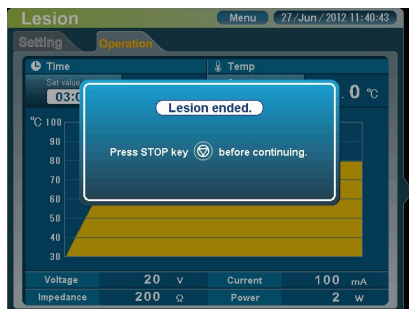 Lesion
Menu
27/Jun/2012 11:40:43
Setting
Operation
Time
Temp
Set value
03:0
. 0 ℃
Lesion ended.
Press STOP key before continuing.
℃ 100
90
80
70
60
50
40
30
Voltage 20 V Current 100 mA
Impedance 200 Ω Power 2 W